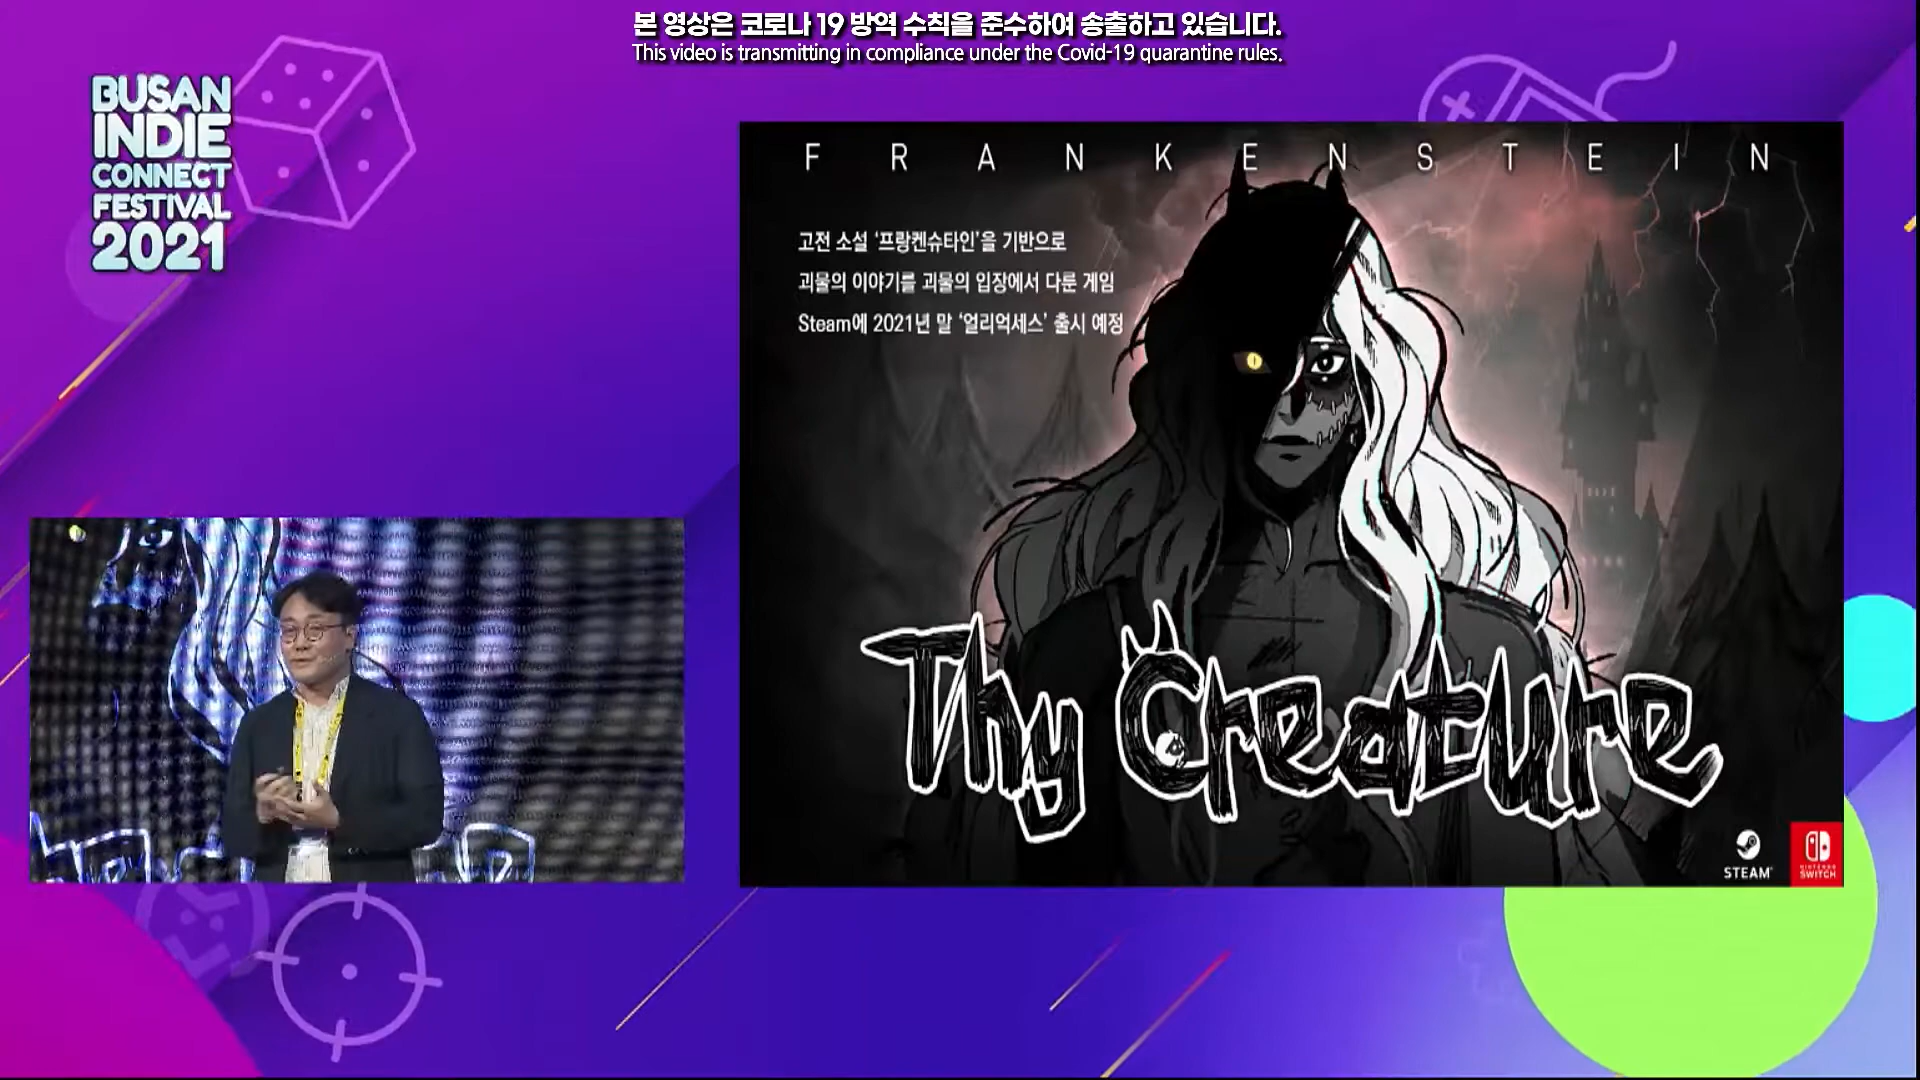 본 영상은 코로나 19 방역 수칙을 준수하여 송출하고 있습니다.
This video is transmitting in compliance under the Covid-19 quarantine rules.
BUSAN
INDIE
CONNECT
FESTIVAL
2021
FRANKENSTEIN
고전 소설 ‘프랑켄슈타인’을 기반으로
괴물의 이야기를 괴물의 입장에서 다룬 게임
Steam에 2021년 말 ‘얼리억세스’ 출시 예정
Thy Creature
STEAM
NINTENDO
SWITCH